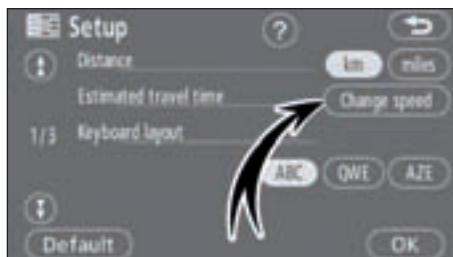 Setup ?
Distance km miles
Estimated travel time Change speed
1/3 Keyboard layout
ABC QWE AZE
Default OK